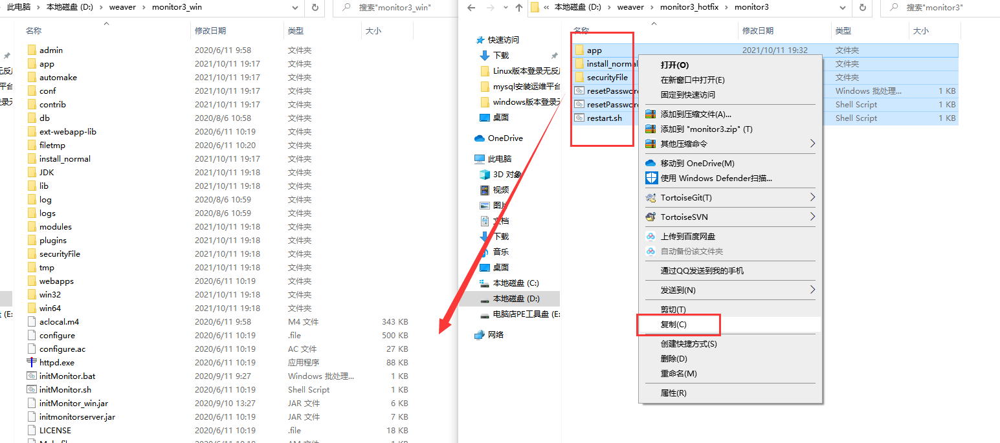 此电脑 › 本地磁盘 (D:) › weaver › monitor3_win
搜索"monitor3_win"
名称 修改日期 类型 大小
admin 2020/6/11 9:58 文件夹
app 2021/10/11 19:17 文件夹
automake 2021/10/11 19:17 文件夹
conf 2021/10/11 19:17 文件夹
contrib 2021/10/11 19:17 文件夹
db 2020/8/6 10:58 文件夹
ext-webapp-lib 2020/6/11 10:19 文件夹
filetmp 2020/6/11 10:20 文件夹
install_normal 2021/10/11 19:17 文件夹
JDK 2021/10/11 19:18 文件夹
lib 2021/10/11 19:18 文件夹
log 2020/8/6 10:59 文件夹
logs 2020/8/6 10:59 文件夹
modules 2021/10/11 19:18 文件夹
plugins 2021/10/11 19:18 文件夹
securityFile 2021/10/11 19:18 文件夹
tmp 2021/10/11 19:18 文件夹
webapps 2020/6/11 10:19 文件夹
win32 2021/10/11 19:18 文件夹
win64 2021/10/11 19:18 文件夹
aclocal.m4 2020/6/11 9:58 M4 文件 343 KB
configure 2020/6/11 10:19 .file 500 KB
configure.ac 2020/6/11 10:19 AC 文件 27 KB
httpd.exe 2020/6/11 10:19 应用程序 88 KB
initMonitor.bat 2020/9/11 9:27 Windows 批处理... 1 KB
initMonitor.sh 2020/6/11 10:19 Shell Script 1 KB
initMonitor_win.jar 2020/9/10 13:27 JAR 文件 6 KB
initmonitorserver.jar 2020/6/11 10:19 JAR 文件 7 KB
LICENSE 2020/6/11 10:19 .file 18 KB
« 本地磁盘 (D:) › weaver › monitor3_hotfix › monitor3
搜索"monitor3"
快速访问
下载
Linux版本登录无反
mysql安装运维平台
windows版本登录无
桌面
OneDrive
此电脑
3D 对象
视频
图片
文档
下载
音乐
桌面
本地磁盘 (C:)
本地磁盘 (D:)
电脑店PE工具盘 (E:
网络
名称 修改日期 类型 大小
app 2021/10/11 19:32 文件夹
install_normal 文件夹
securityFile 文件夹
resetPassword Windows 批处理... 1 KB
resetPassword Shell Script 1 KB
restart.sh Shell Script 1 KB
打开(O)
在新窗口中打开(E)
固定到快速访问
添加到压缩文件(A)...
添加到 "monitor3.zip" (T)
其他压缩命令
移动到 OneDrive(M)
使用 Windows Defender扫描...
TortoiseGit(T)
TortoiseSVN
上传到百度网盘
自动备份该文件夹
通过QQ发送到我的手机
发送到(N)
剪切(T)
复制(C)
创建快捷方式(S)
删除(D)
重命名(M)
属性(R)